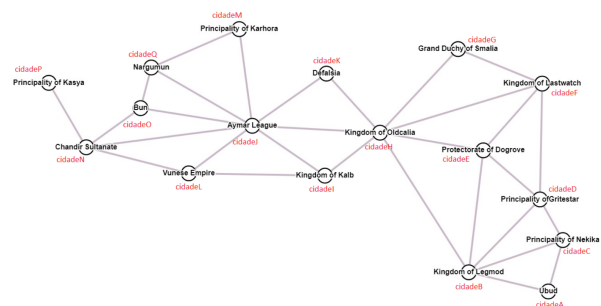 cidadeM
Principality of Karhora
cidadeG
Grand Duchy of Smalia
cidadeQ
Nargumun
cidadeK
Defalsia
cidadeP
Principality of Kasya
Kingdom of Lastwatch
cidadeF
Bun
cidadeO
Aymar League
cidadeJ
Kingdom of Oldcalia
cidadeH
Chandir Sultanate
cidadeN
Protectorate of Dogrove
cidadeE
Vunese Empire
cidadeL
Kingdom of Kalb
cidadeI
cidadeD
Principality of Gritestar
Principality of Nekika
cidadeC
Kingdom of Legmod
cidadeB
Ubud
cidadeA